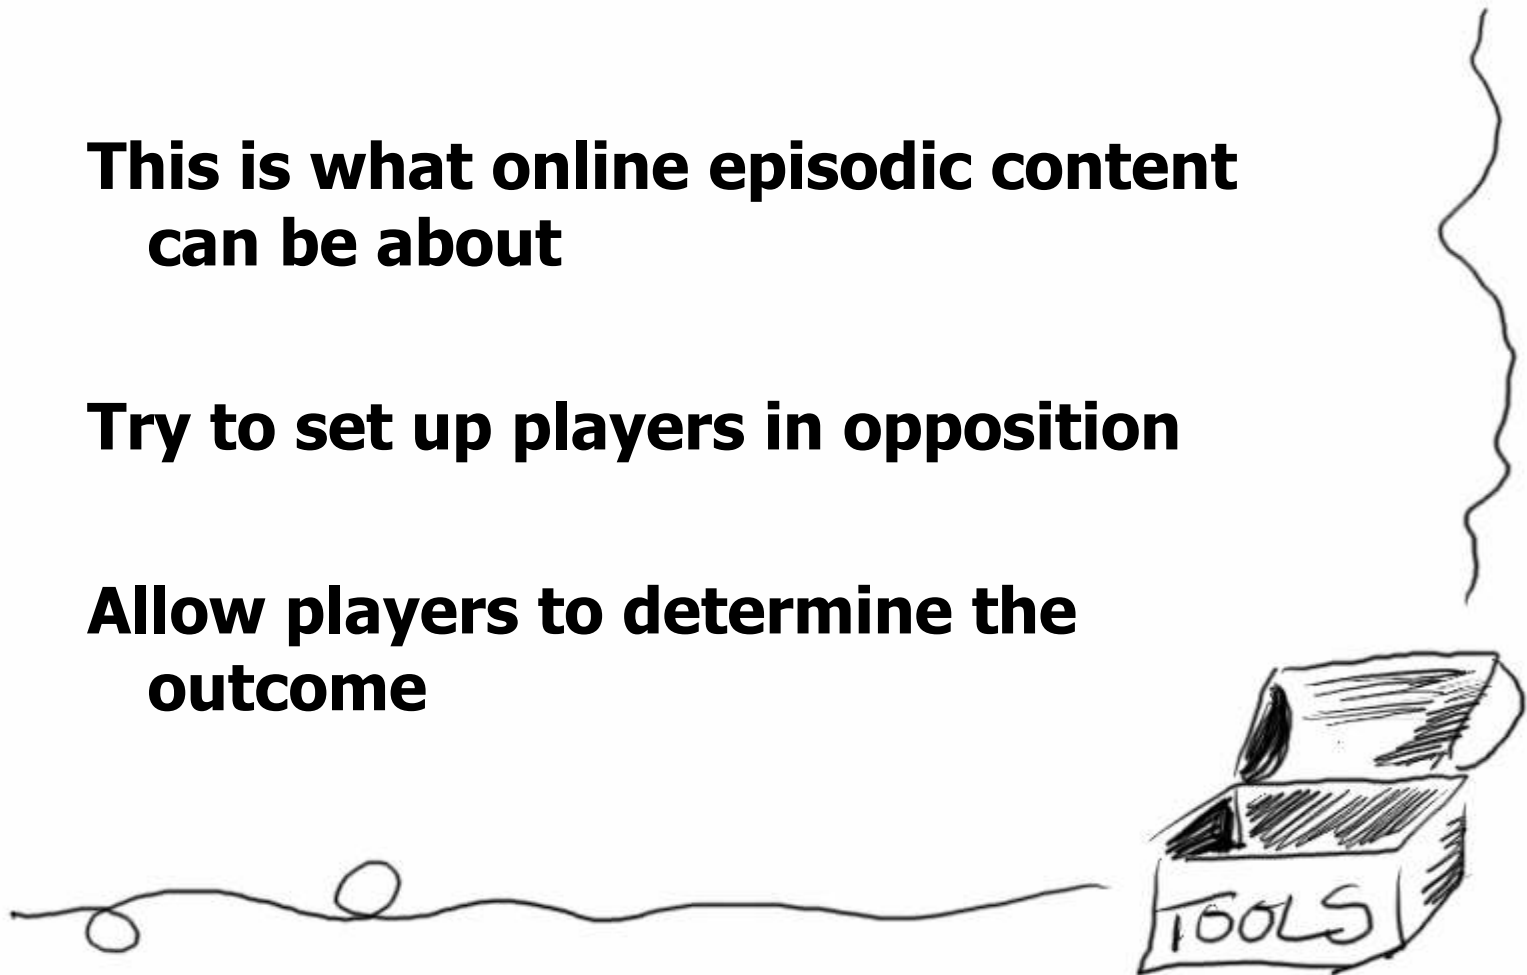 This is what online episodic content
can be about
Try to set up players in opposition
Allow players to determine the
outcome
TOOLS